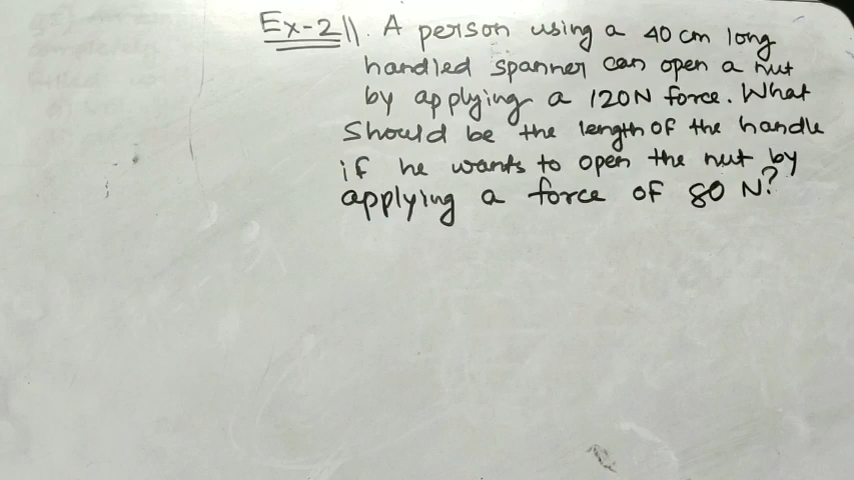 Ex-2||. A person using a 40 cm long
handled spanner can open a nut
by applying a 120N force. What
Should be the length of the handle
if he wants to open the nut by
applying a force of 80 N?